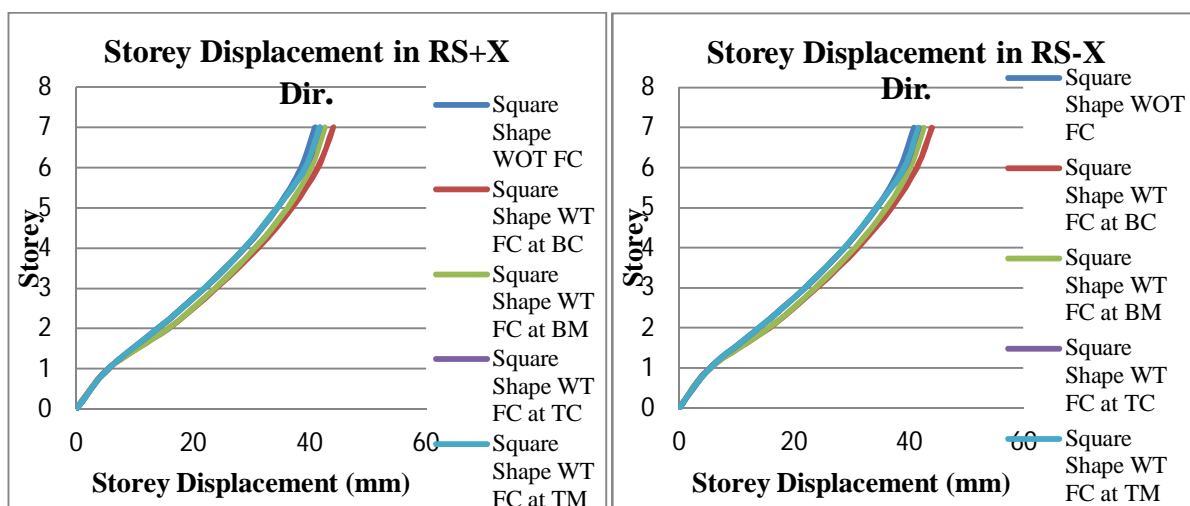 Storey Displacement in RS+X
Dir.
8
7
6
5
4
3
2
1
0
Storey
0
20
40
60
Storey Displacement (mm)
Square
Shape
WOT FC
Square
Shape WT
FC at BC
Square
Shape WT
FC at BM
Square
Shape WT
FC at TC
Square
Shape WT
FC at TM
Storey Displacement in RS-X
Dir.
8
7
6
5
4
3
2
1
0
Storey
0
20
40
60
Storey Displacement (mm)
Square
Shape WOT
FC
Square
Shape WT
FC at BC
Square
Shape WT
FC at BM
Square
Shape WT
FC at TC
Square
Shape WT
FC at TM